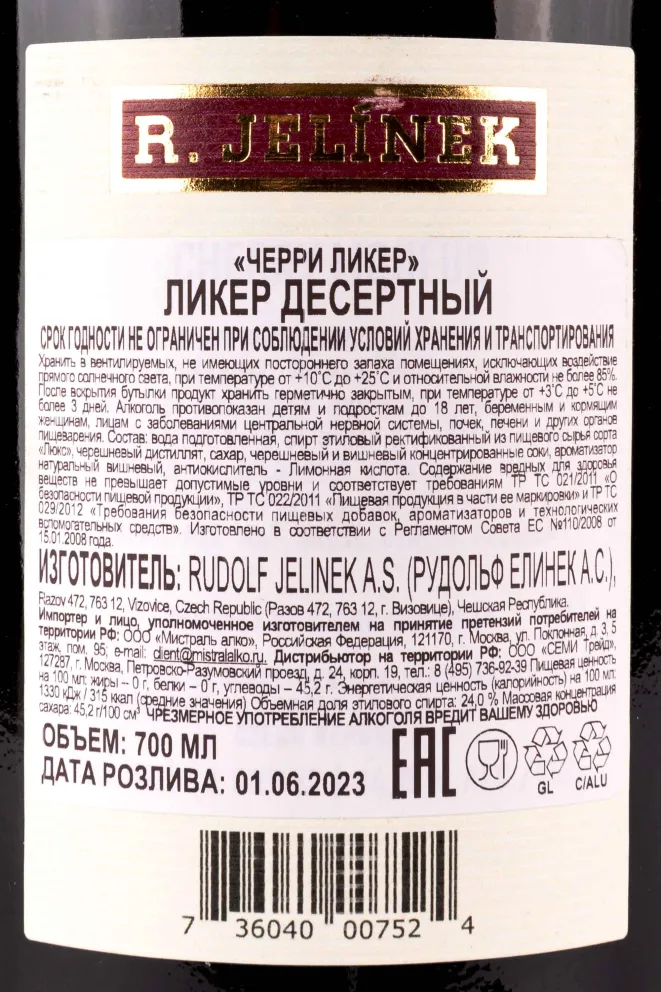 R. JELÍNEK
«ЧЕРРИ ЛИКЕР»
ЛИКЕР ДЕСЕРТНЫЙ
СРОК ГОДНОСТИ НЕ ОГРАНИЧЕН ПРИ СОБЛЮДЕНИИ УСЛОВИЙ ХРАНЕНИЯ И ТРАНСПОРТИРОВАНИЯ
Хранить в вентилируемых, не имеющих постороннего запаха помещениях, исключающих воздействие
прямого солнечного света, при температуре от +10°С до +25°С и относительной влажности не более 85%.
После вскрытия бутылки продукт хранить герметично закрытым, при температуре от +3°С до +5°С не
более 3 дней. Алкоголь противопоказан детям и подросткам до 18 лет, беременным и кормящим
женщинам, лицам с заболеваниями центральной нервной системы, почек, печени и других органов
пищеварения. Состав: вода подготовленная, спирт этиловый ректификованный из пищевого сырья сорта
«Люкс», черешневый дистиллят, сахар, черешневый и вишневый концентрированные соки, ароматизатор
натуральный вишневый, антиокислитель - Лимонная кислота. Содержание вредных для здоровья
веществ не превышает допустимые уровни и соответствует требованиям ТР ТС 021/2011 «О
безопасности пищевой продукции», ТР ТС 022/2011 «Пищевая продукция в части ее маркировки» и ТР ТС
029/2012 «Требования безопасности пищевых добавок, ароматизаторов и технологических
вспомогательных средств». Изготовлено в соответствии с Регламентом Совета ЕС №110/2008 от
15.01.2008 года.
ИЗГОТОВИТЕЛЬ: RUDOLF JELINEK A.S. (РУДОЛЬФ ЕЛИНЕК А.С.),
Razov 472, 763 12, Vizovice, Czech Republic (Разов 472, 763 12, г. Визовице), Чешская Республика.
Импортер и лицо, уполномоченное изготовителем на принятие претензий потребителей на
территории РФ: ООО «Мистраль алко», Российская Федерация, 121170, г. Москва, ул. Поклонная, д. 3, 5
этаж, пом. 95; e-mail: client@mistralalko.ru. Дистрибьютор на территории РФ: ООО «СЕМИ Трейд»,
127287, г. Москва, Петровско-Разумовский проезд, д. 24, корп. 19, тел.: 8 (495) 736-92-39 Пищевая ценность
на 100 мл: жиры – 0 г, белки – 0 г, углеводы – 45,2 г. Энергетическая ценность (калорийность) на 100 мл:
1330 кДж / 315 ккал (средние значения) Объемная доля этилового спирта: 24,0 % Массовая концентрация
сахара: 45,2 г/100 см³ ЧРЕЗМЕРНОЕ УПОТРЕБЛЕНИЕ АЛКОГОЛЯ ВРЕДИТ ВАШЕМУ ЗДОРОВЬЮ
ОБЪЕМ: 700 МЛ
ДАТА РОЗЛИВА: 01.06.2023
EAC
GL
C/ALU
7 36040 00752 4